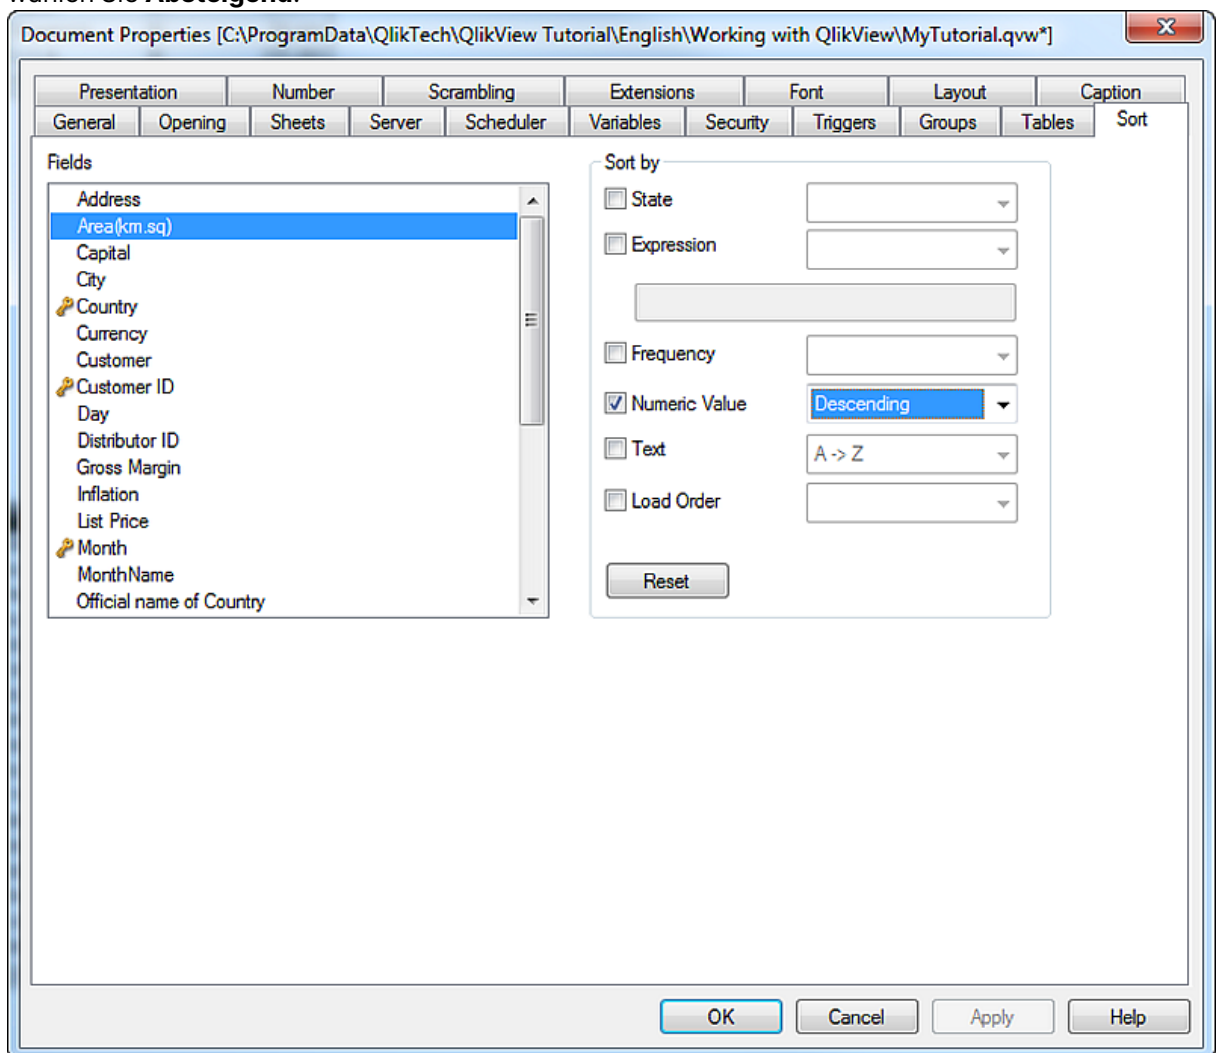 wählen Sie Absteigend.
Document Properties [C:\ProgramData\QlikTech\QlikView Tutorial\English\Working with QlikView\MyTutorial.qvw*]
Presentation Number Scrambling Extensions Font Layout Caption
General Opening Sheets Server Scheduler Variables Security Triggers Groups Tables Sort
Fields
Address
Area(km.sq)
Capital
City
Country
Currency
Customer
Customer ID
Day
Distributor ID
Gross Margin
Inflation
List Price
Month
MonthName
Official name of Country
Sort by
State
Expression
Frequency
Numeric Value Descending
Text A -> Z
Load Order
Reset
OK Cancel Apply Help